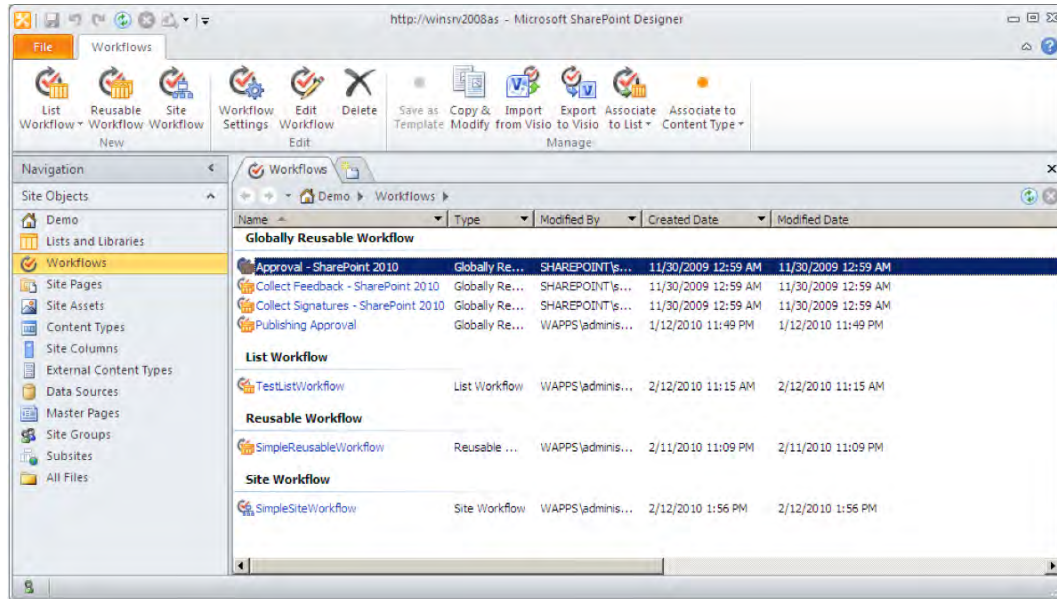 http://winsrv2008as - Microsoft SharePoint Designer
File Workflows
List Workflow Reusable Workflow Site Workflow Workflow Settings Edit Workflow Delete Save as Template Copy & Modify Import from Visio Export to Visio Associate to List Associate to Content Type
New Edit Manage
Navigation
Workflows
Site Objects
Demo Workflows
Demo
Lists and Libraries
Workflows
Site Pages
Site Assets
Content Types
Site Columns
External Content Types
Data Sources
Master Pages
Site Groups
Subsites
All Files
Name Type Modified By Created Date Modified Date
Globally Reusable Workflow
Approval - SharePoint 2010 Globally Re... SHAREPOINT\s... 11/30/2009 12:59 AM 11/30/2009 12:59 AM
Collect Feedback - SharePoint 2010 Globally Re... SHAREPOINT\s... 11/30/2009 12:59 AM 11/30/2009 12:59 AM
Collect Signatures - SharePoint 2010 Globally Re... SHAREPOINT\s... 11/30/2009 12:59 AM 11/30/2009 12:59 AM
Publishing Approval Globally Re... WAPPS\adminis... 1/12/2010 11:49 PM 1/12/2010 11:49 PM
List Workflow
TestListWorkflow List Workflow WAPPS\adminis... 2/12/2010 11:15 AM 2/12/2010 11:15 AM
Reusable Workflow
SimpleReusableWorkflow Reusable ... WAPPS\adminis... 2/11/2010 11:09 PM 2/11/2010 11:09 PM
Site Workflow
SimpleSiteWorkflow Site Workflow WAPPS\adminis... 2/12/2010 1:56 PM 2/12/2010 1:56 PM